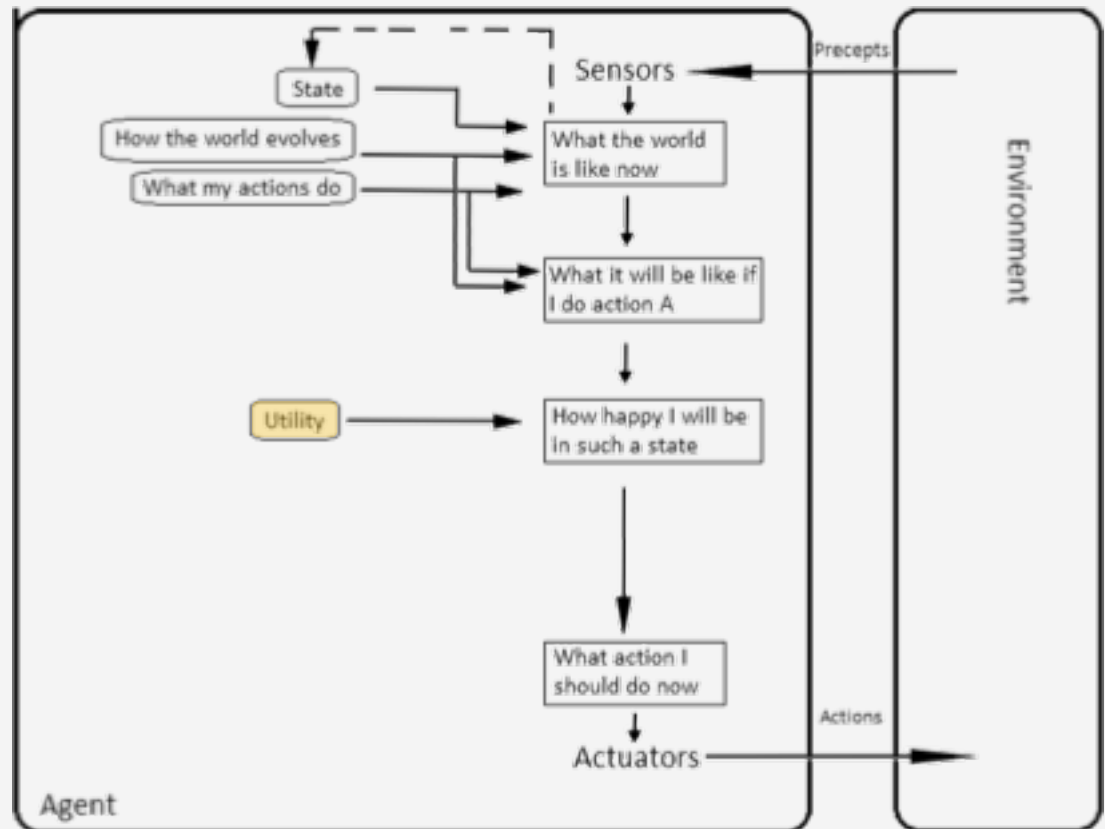 Precepts
Sensors
State
How the world evolves
What my actions do
What the world
is like now
Environment
What it will be like if
I do action A
Utility
How happy I will be
in such a state
What action I
should do now
Actions
Actuators
Agent